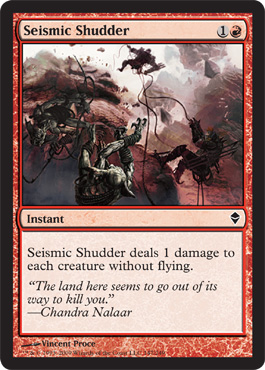 Seismic Shudder 1
Instant
Seismic Shudder deals 1 damage to
each creature without flying.
“The land here seems to go out of its
way to kill you.”
—Chandra Nalaar
Vincent Proce